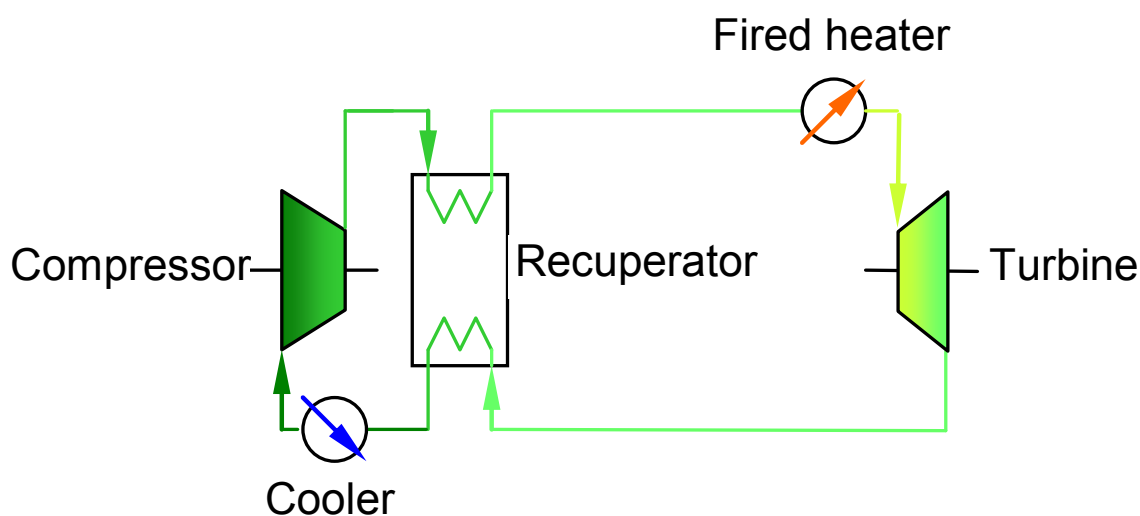 Fired heater
Compressor
Recuperator
Turbine
Cooler